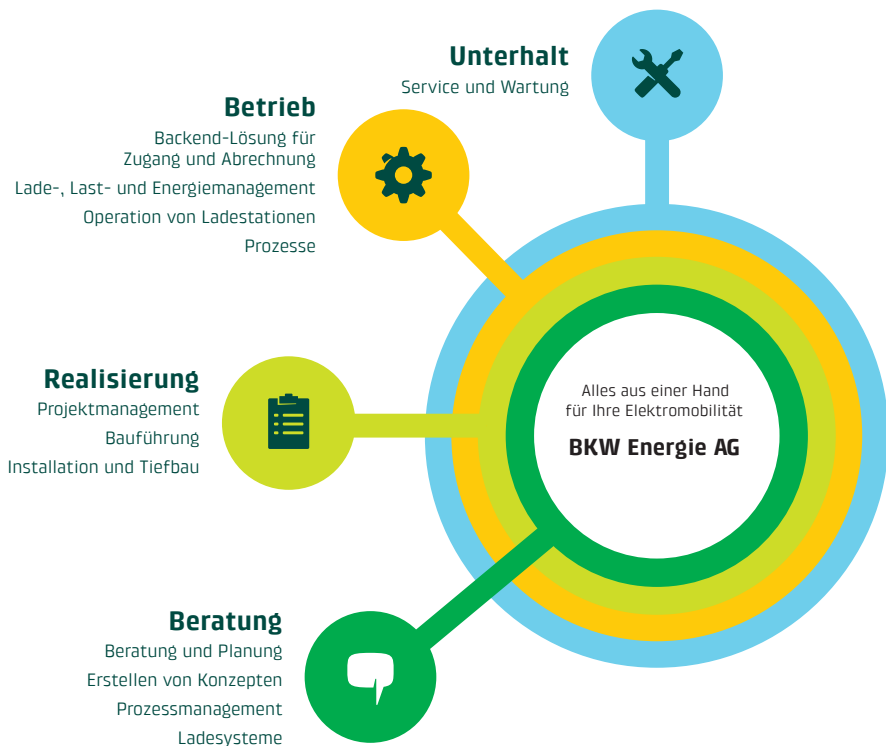 Unterhalt
Service und Wartung
Betrieb
Backend-Lösung für
Zugang und Abrechnung
Lade-, Last- und Energiemanagement
Operation von Ladestationen
Prozesse
Realisierung
Projektmanagement
Bauführung
Installation und Tiefbau
Alles aus einer Hand
für Ihre Elektromobilität
BKW Energie AG
Beratung
Beratung und Planung
Erstellen von Konzepten
Prozessmanagement
Ladesysteme